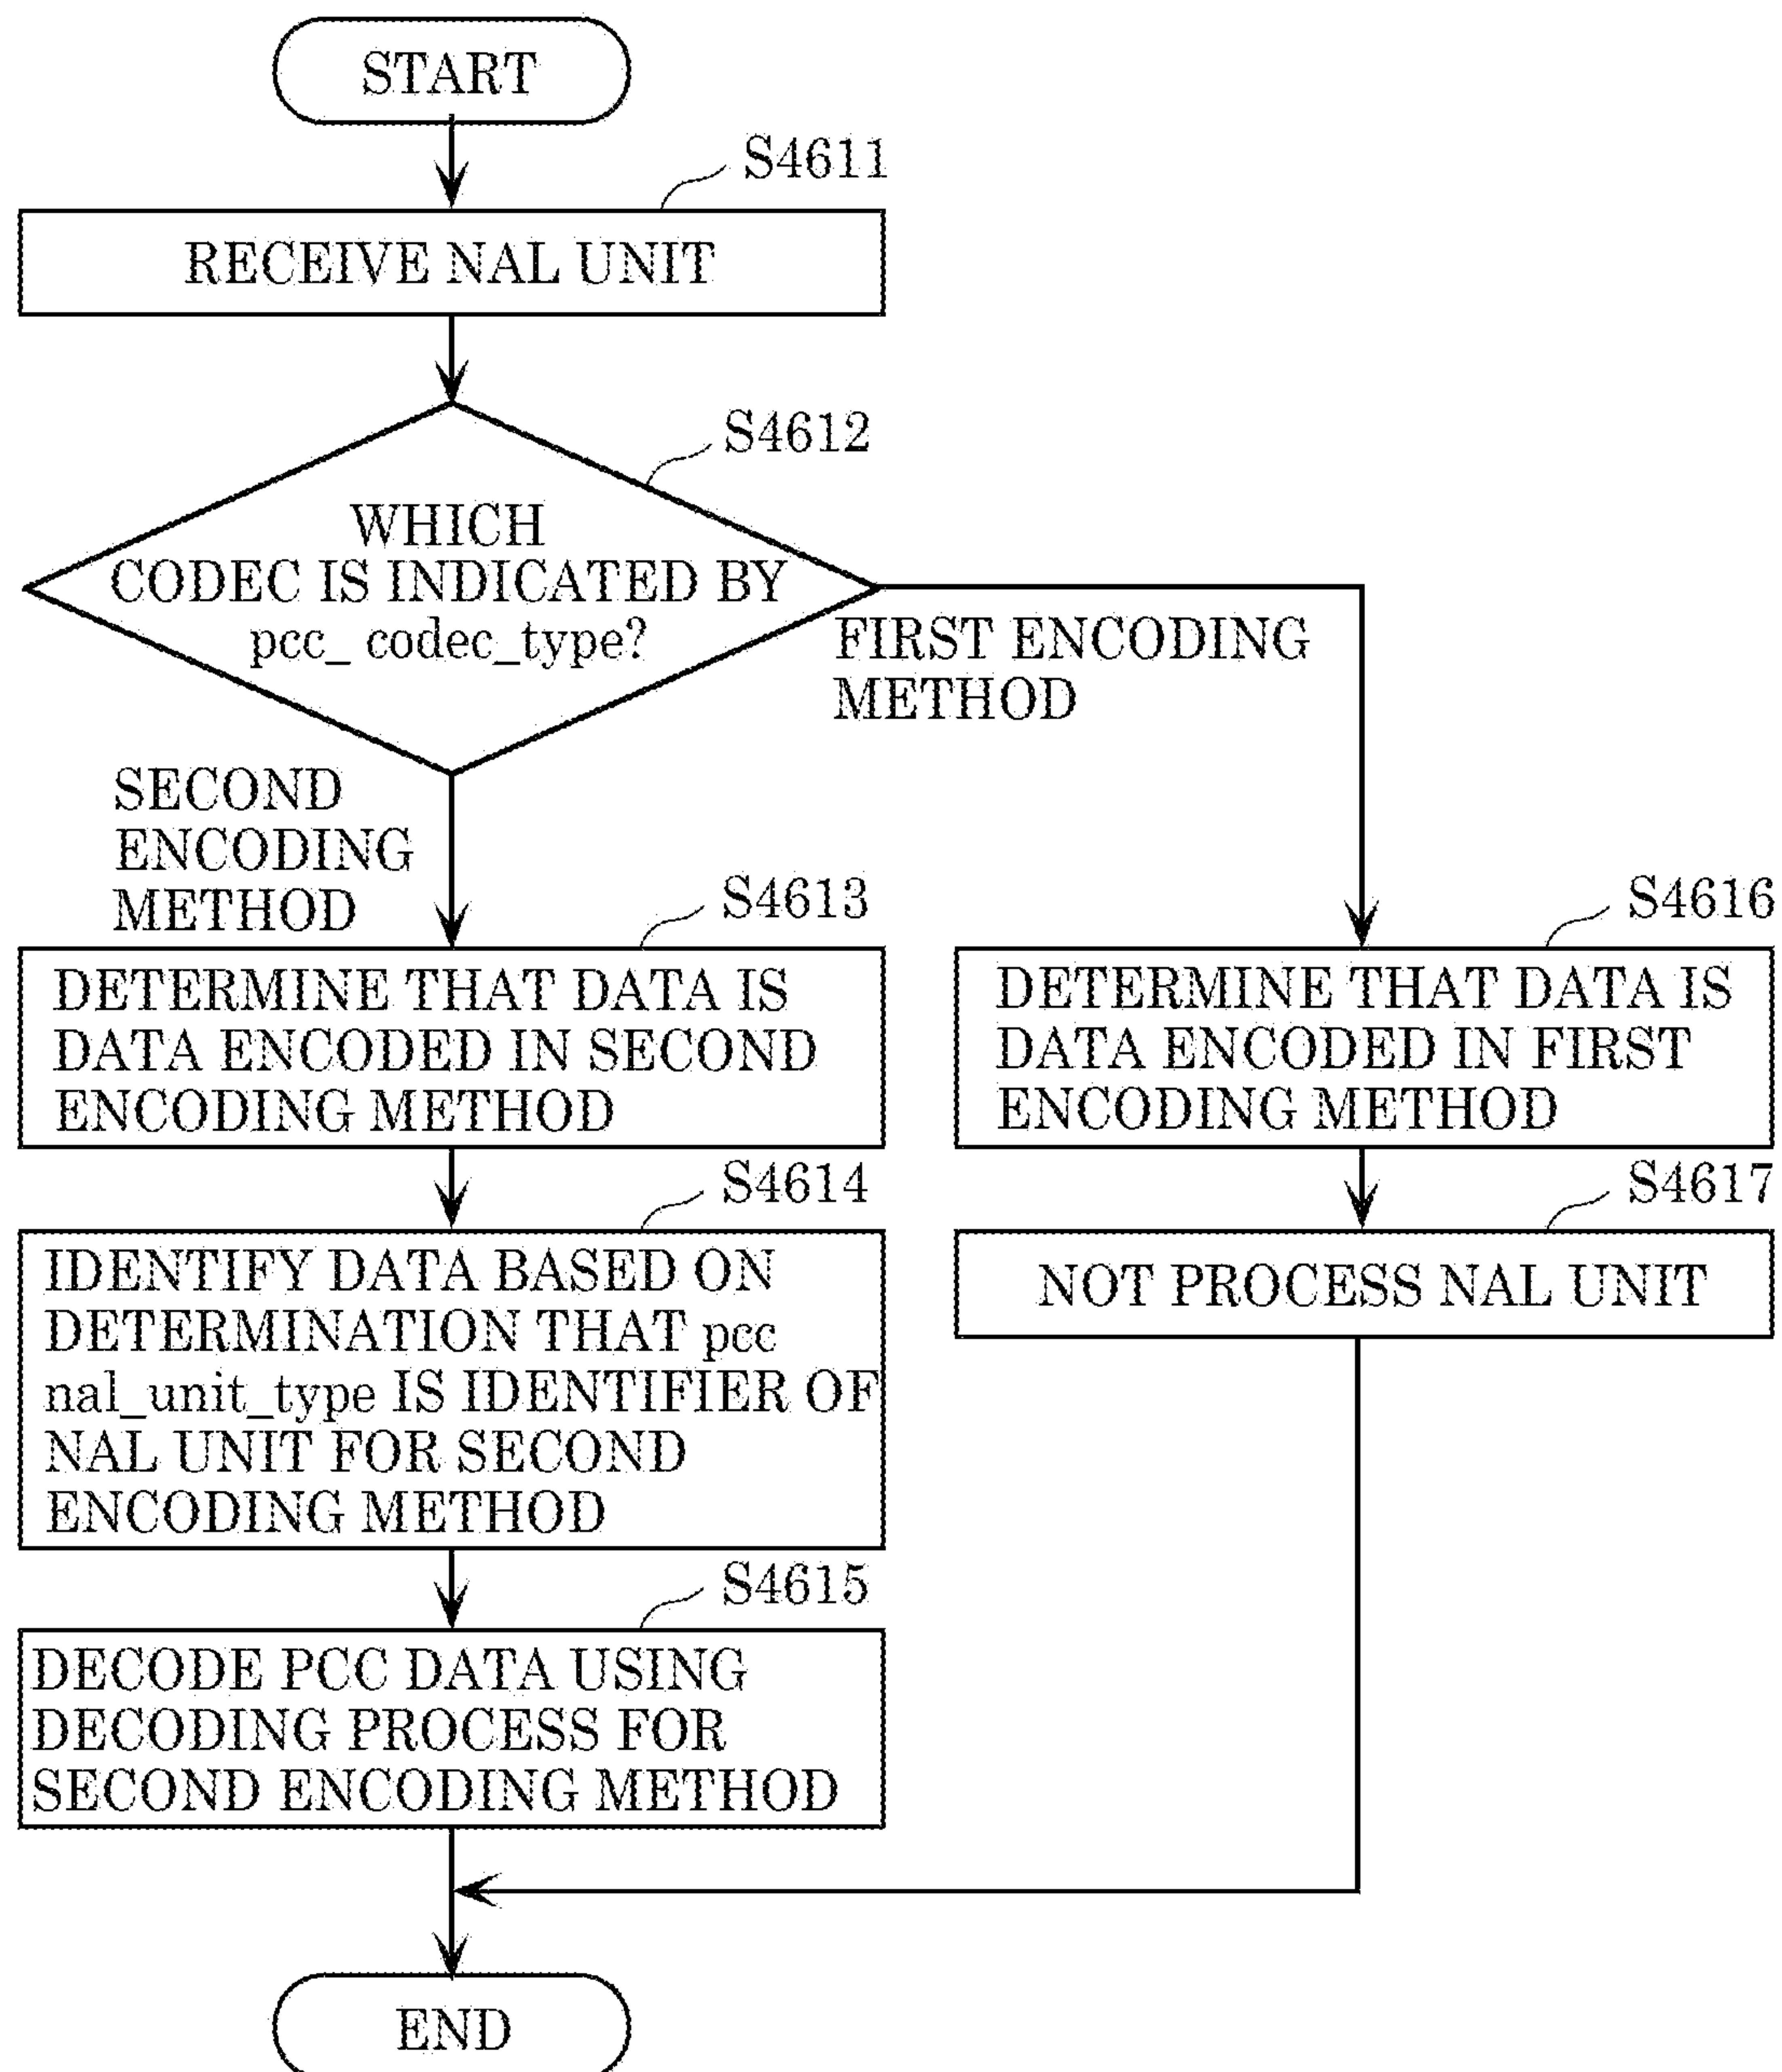 START
S4611
RECEIVE NAL UNIT
S4612
WHICH
CODEC IS INDICATED BY
pcc_ codec_type?
FIRST ENCODING
METHOD
SECOND
ENCODING
METHOD
S4613
DETERMINE THAT DATA IS
DATA ENCODED IN SECOND
ENCODING METHOD
S4616
DETERMINE THAT DATA IS
DATA ENCODED IN FIRST
ENCODING METHOD
S4614
IDENTIFY DATA BASED ON
DETERMINATION THAT pcc
nal_unit_type IS IDENTIFIER OF
NAL UNIT FOR SECOND
ENCODING METHOD
S4617
NOT PROCESS NAL UNIT
S4615
DECODE PCC DATA USING
DECODING PROCESS FOR
SECOND ENCODING METHOD
END